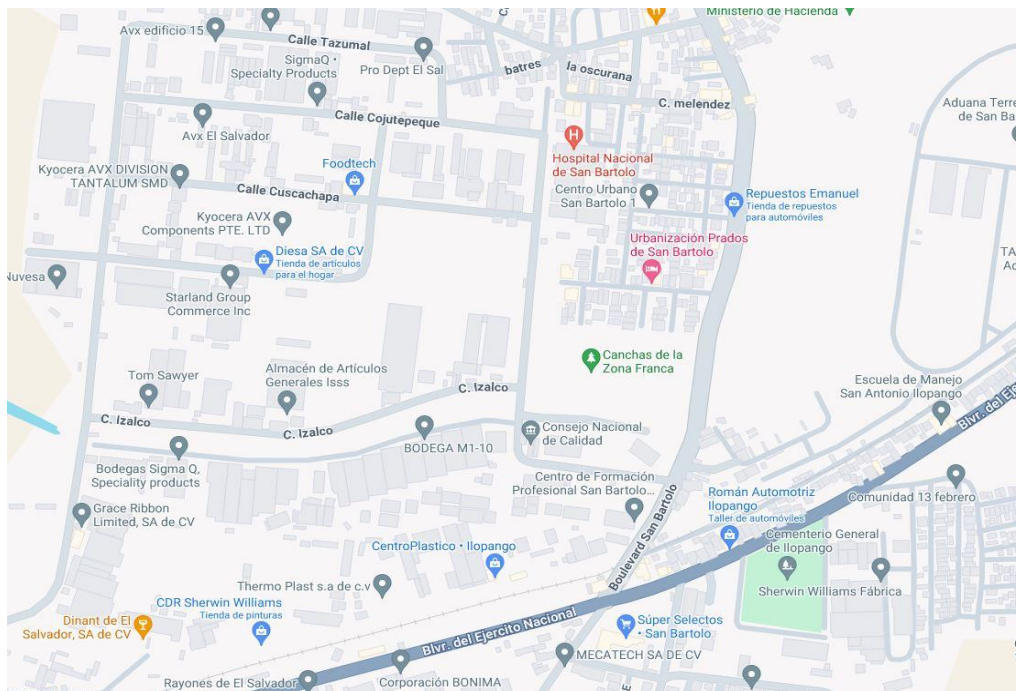 Ministerio de Hacienda
Avx edificio 15
Calle Tazumal
SigmaQ •
Specialty Products
Pro Dept El Sal
batres
la oscurana
C. melendez
Aduana Terre
de San Ba
Calle Cojutepeque
Avx El Salvador
Hospital Nacional
de San Bartolo
Kyocera AVX DIVISION
TANTALUM SMD
Foodtech
Calle Cuscachapa
Centro Urbano
San Bartolo 1
Repuestos Emanuel
Tienda de repuestos
para automóviles
Kyocera AVX
Components PTE. LTD
Urbanización Prados
de San Bartolo
Diesa SA de CV
Tienda de artículos
para el hogar
Nuvesa
TA
Ac
Starland Group
Commerce Inc
Canchas de la
Zona Franca
Tom Sawyer
Almacén de Artículos
Generales Isss
C. Izalco
Escuela de Manejo
San Antonio Ilopango
C. Izalco
C. Izalco
Blvr. del Eje
Consejo Nacional
de Calidad
BODEGA M1-10
Bodegas Sigma Q,
Speciality products
Centro de Formación
Profesional San Bartolo...
Román Automotriz
Ilopango
Taller de automóviles
Comunidad 13 febrero
Grace Ribbon
Limited, SA de CV
Boulevard San Bartolo
Cementerio General
de Ilopango
CentroPlastico • Ilopango
Thermo Plast s.a de c.v
Sherwin Williams Fábrica
CDR Sherwin Williams
Tienda de pinturas
Dinant de El
Salvador, SA de CV
Blvr. del Ejercito Nacional
Súper Selectos
• San Bartolo
MECATECH SA DE CV
Rayones de El Salvador
Corporación BONIMA